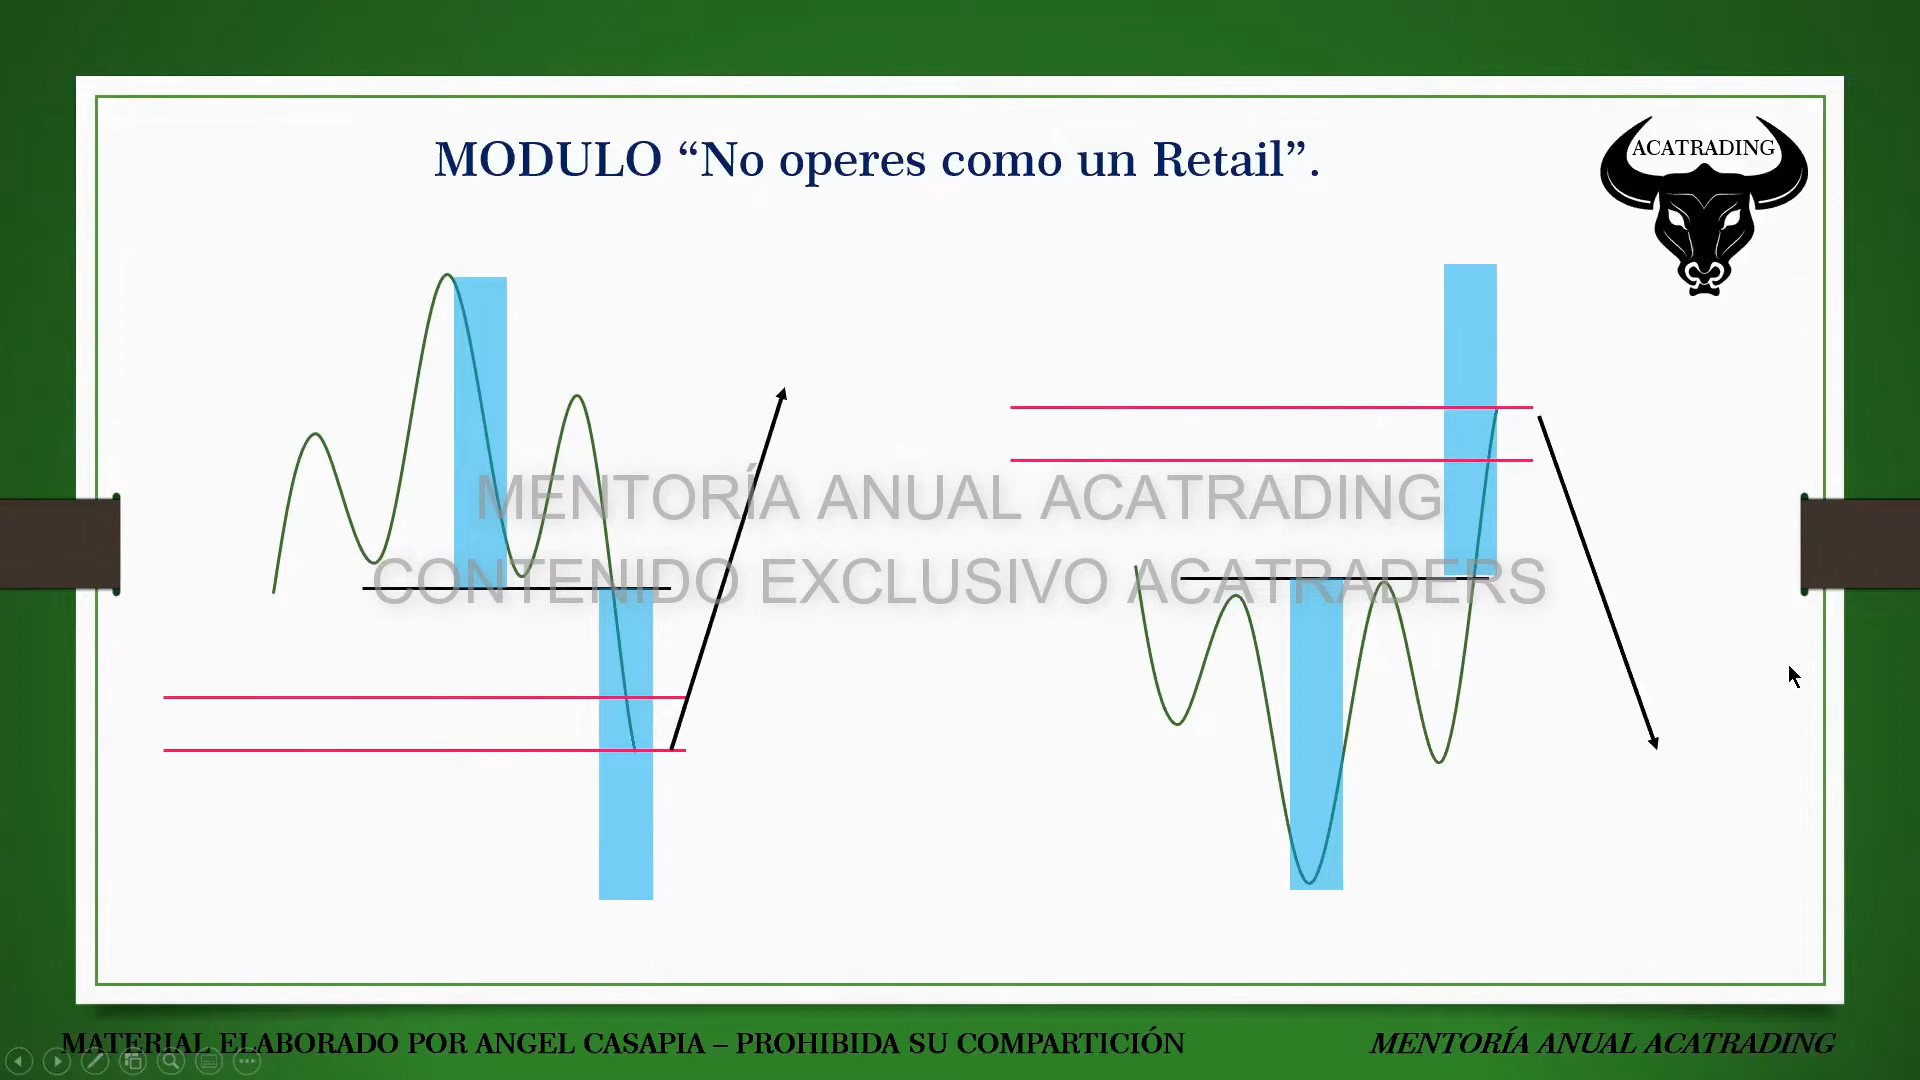 MODULO “No operes como un Retail”.
ACATRADING
MENTORÍA ANUAL ACATRADING
CONTENIDO EXCLUSIVO ACATRADERS
MATERIAL ELABORADO POR ANGEL CASAPIA – PROHIBIDA SU COMPARTICIÓN
MENTORÍA ANUAL ACATRADING